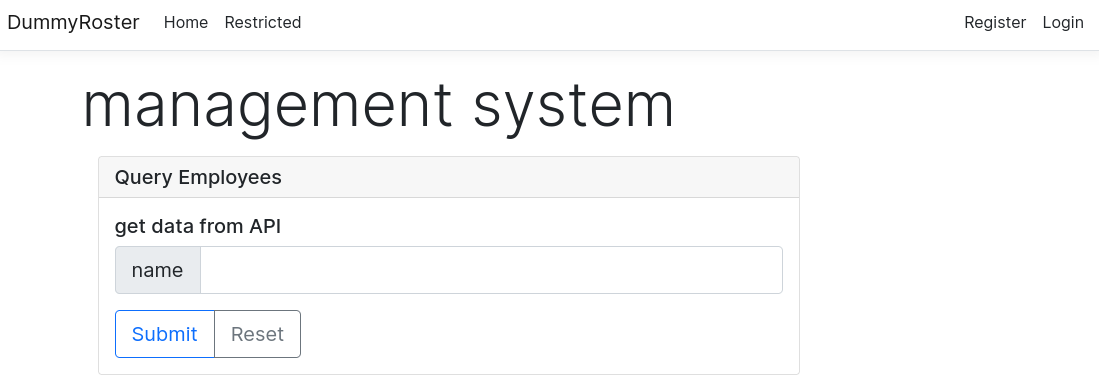 DummyRoster Home Restricted Register Login
management system
Query Employees
get data from API
name
Submit Reset